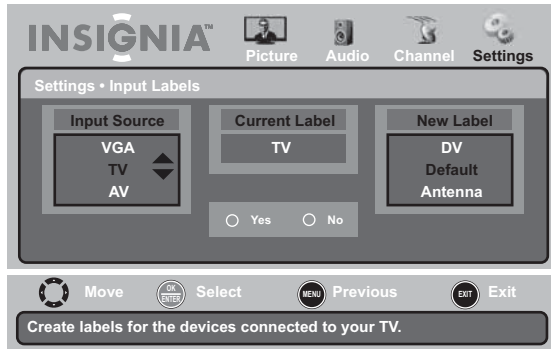 INSIGNIA™
Picture Audio Channel Settings
Settings • Input Labels
Input Source Current Label New Label
VGA TV DV
TV Default
AV Antenna
Yes No
Move OK ENTER Select MENU Previous EXIT Exit
Create labels for the devices connected to your TV.